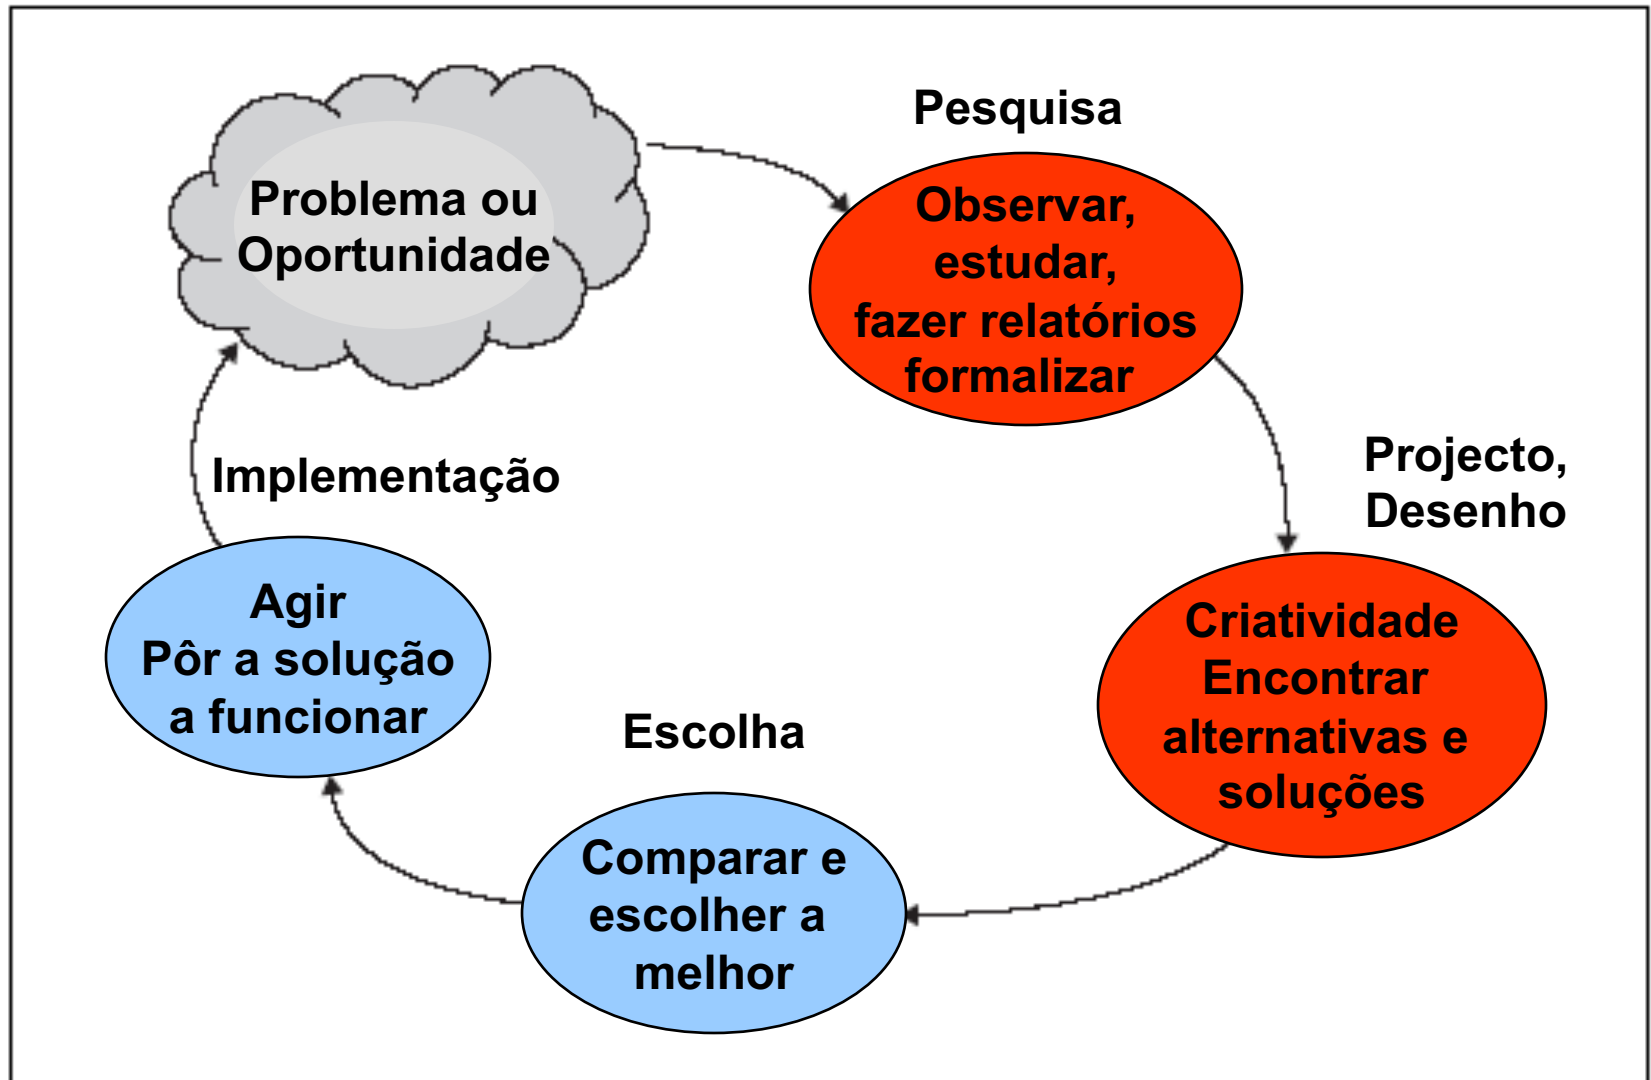 Problema ou
Oportunidade
Pesquisa
Observar,
estudar,
fazer relatórios
formalizar
Projecto,
Desenho
Criatividade
Encontrar
alternativas e
soluções
Escolha
Comparar e
escolher a
melhor
Implementação
Agir
Pôr a solução
a funcionar